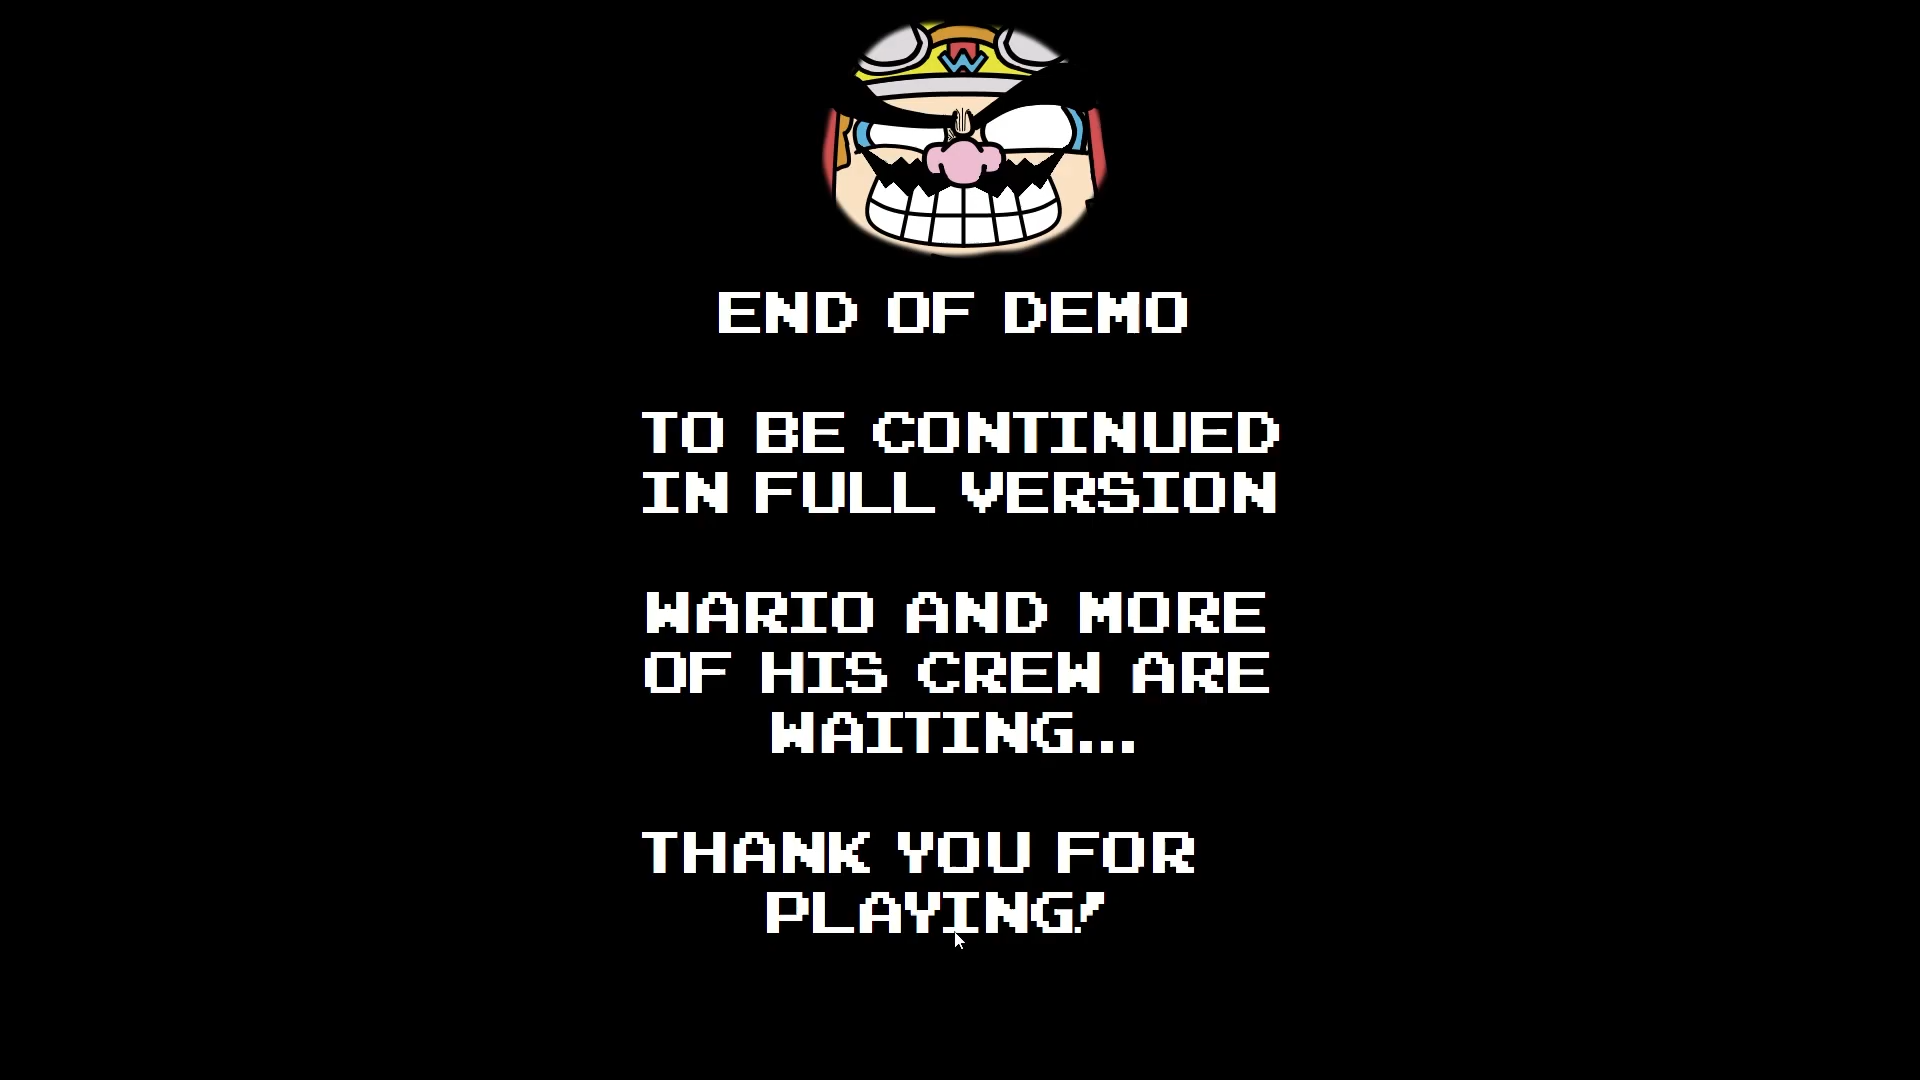 W
END OF DEMO
TO BE CONTINUED
IN FULL VERSION
WARIO AND MORE
OF HIS CREW ARE
WAITING...
THANK YOU FOR
PLAYING!